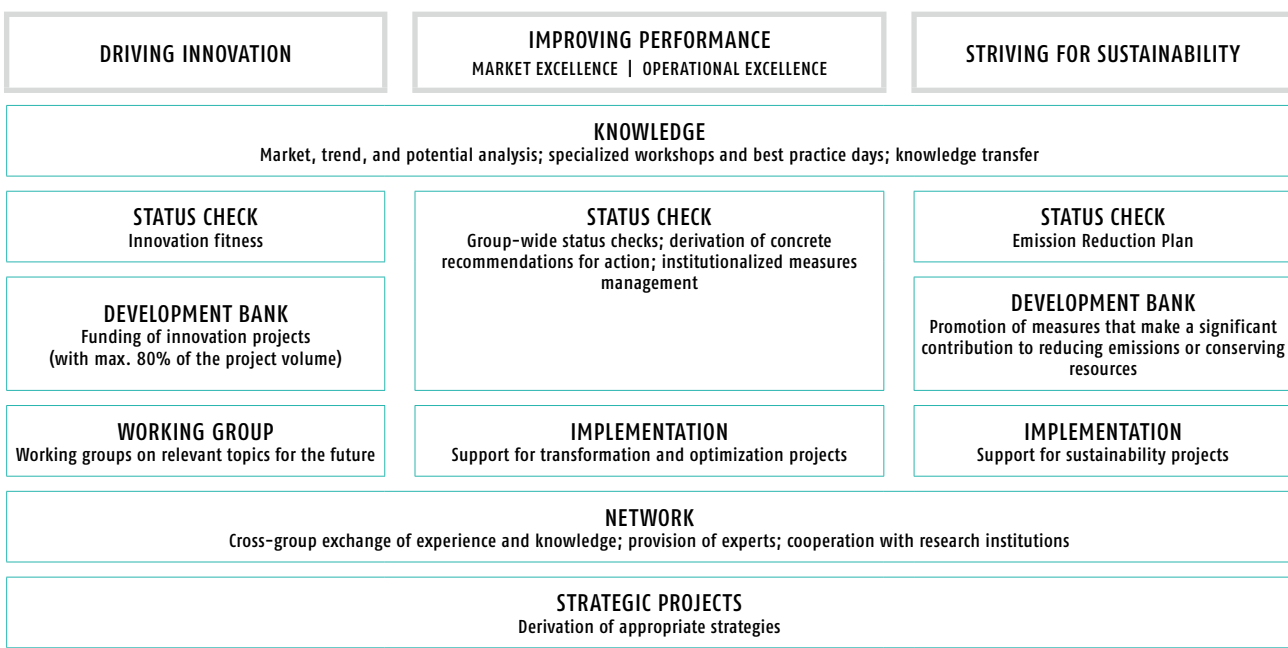 DRIVING INNOVATION
IMPROVING PERFORMANCE
MARKET EXCELLENCE | OPERATIONAL EXCELLENCE
STRIVING FOR SUSTAINABILITY
KNOWLEDGE
Market, trend, and potential analysis; specialized workshops and best practice days; knowledge transfer
STATUS CHECK
Innovation fitness
STATUS CHECK
Group-wide status checks; derivation of concrete
recommendations for action; institutionalized measures
management
STATUS CHECK
Emission Reduction Plan
DEVELOPMENT BANK
Funding of innovation projects
(with max. 80% of the project volume)
DEVELOPMENT BANK
Promotion of measures that make a significant
contribution to reducing emissions or conserving
resources
WORKING GROUP
Working groups on relevant topics for the future
IMPLEMENTATION
Support for transformation and optimization projects
IMPLEMENTATION
Support for sustainability projects
NETWORK
Cross-group exchange of experience and knowledge; provision of experts; cooperation with research institutions
STRATEGIC PROJECTS
Derivation of appropriate strategies